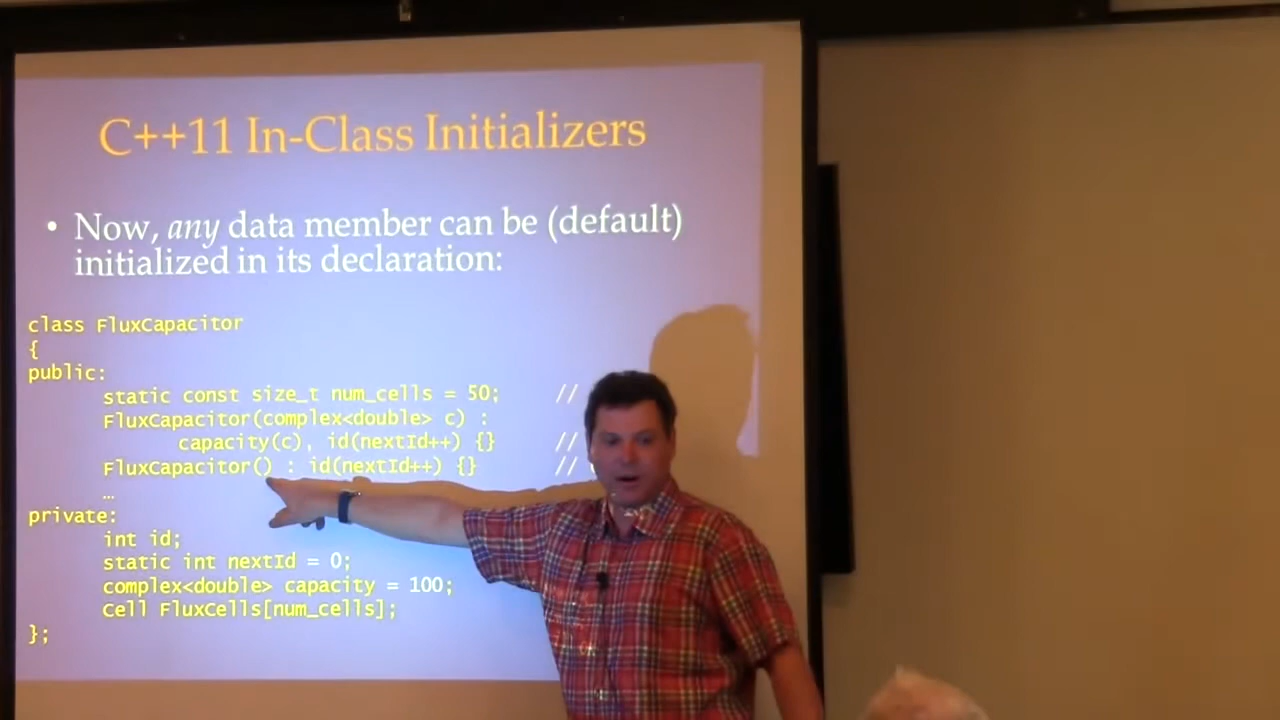 C++11 In-Class Initializers
• Now, any data member can be (default)
initialized in its declaration:
class FluxCapacitor
{
public:
static const size_t num_cells = 50; //
FluxCapacitor(complex<double> c) :
capacity(c), id(nextId++) {} //
FluxCapacitor() : id(nextId++) {} //
…
private:
int id;
static int nextId = 0;
complex<double> capacity = 100;
Cell FluxCells[num_cells];
};